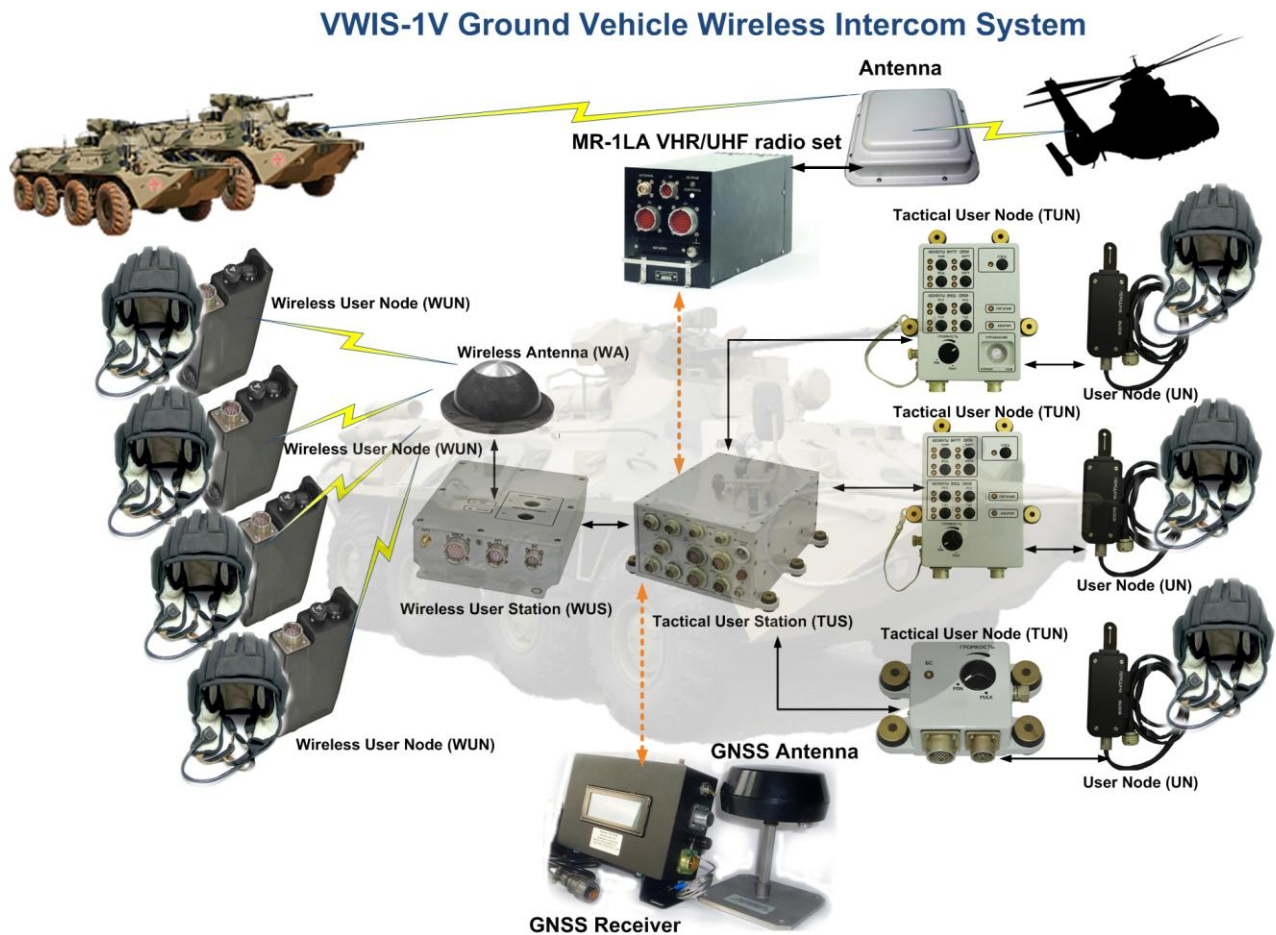 VWIS-1V Ground Vehicle Wireless Intercom System
Antenna
MR-1LA VHR/UHF radio set
Tactical User Node (TUN)
Wireless User Node (WUN)
Wireless Antenna (WA)
User Node (UN)
Tactical User Node (TUN)
Wireless User Node (WUN)
User Node (UN)
Wireless User Station (WUS)
Tactical User Station (TUS)
Tactical User Node (TUN)
ГРОМКОСТЬ
БС
Wireless User Node (WUN)
GNSS Antenna
User Node (UN)
GNSS Receiver